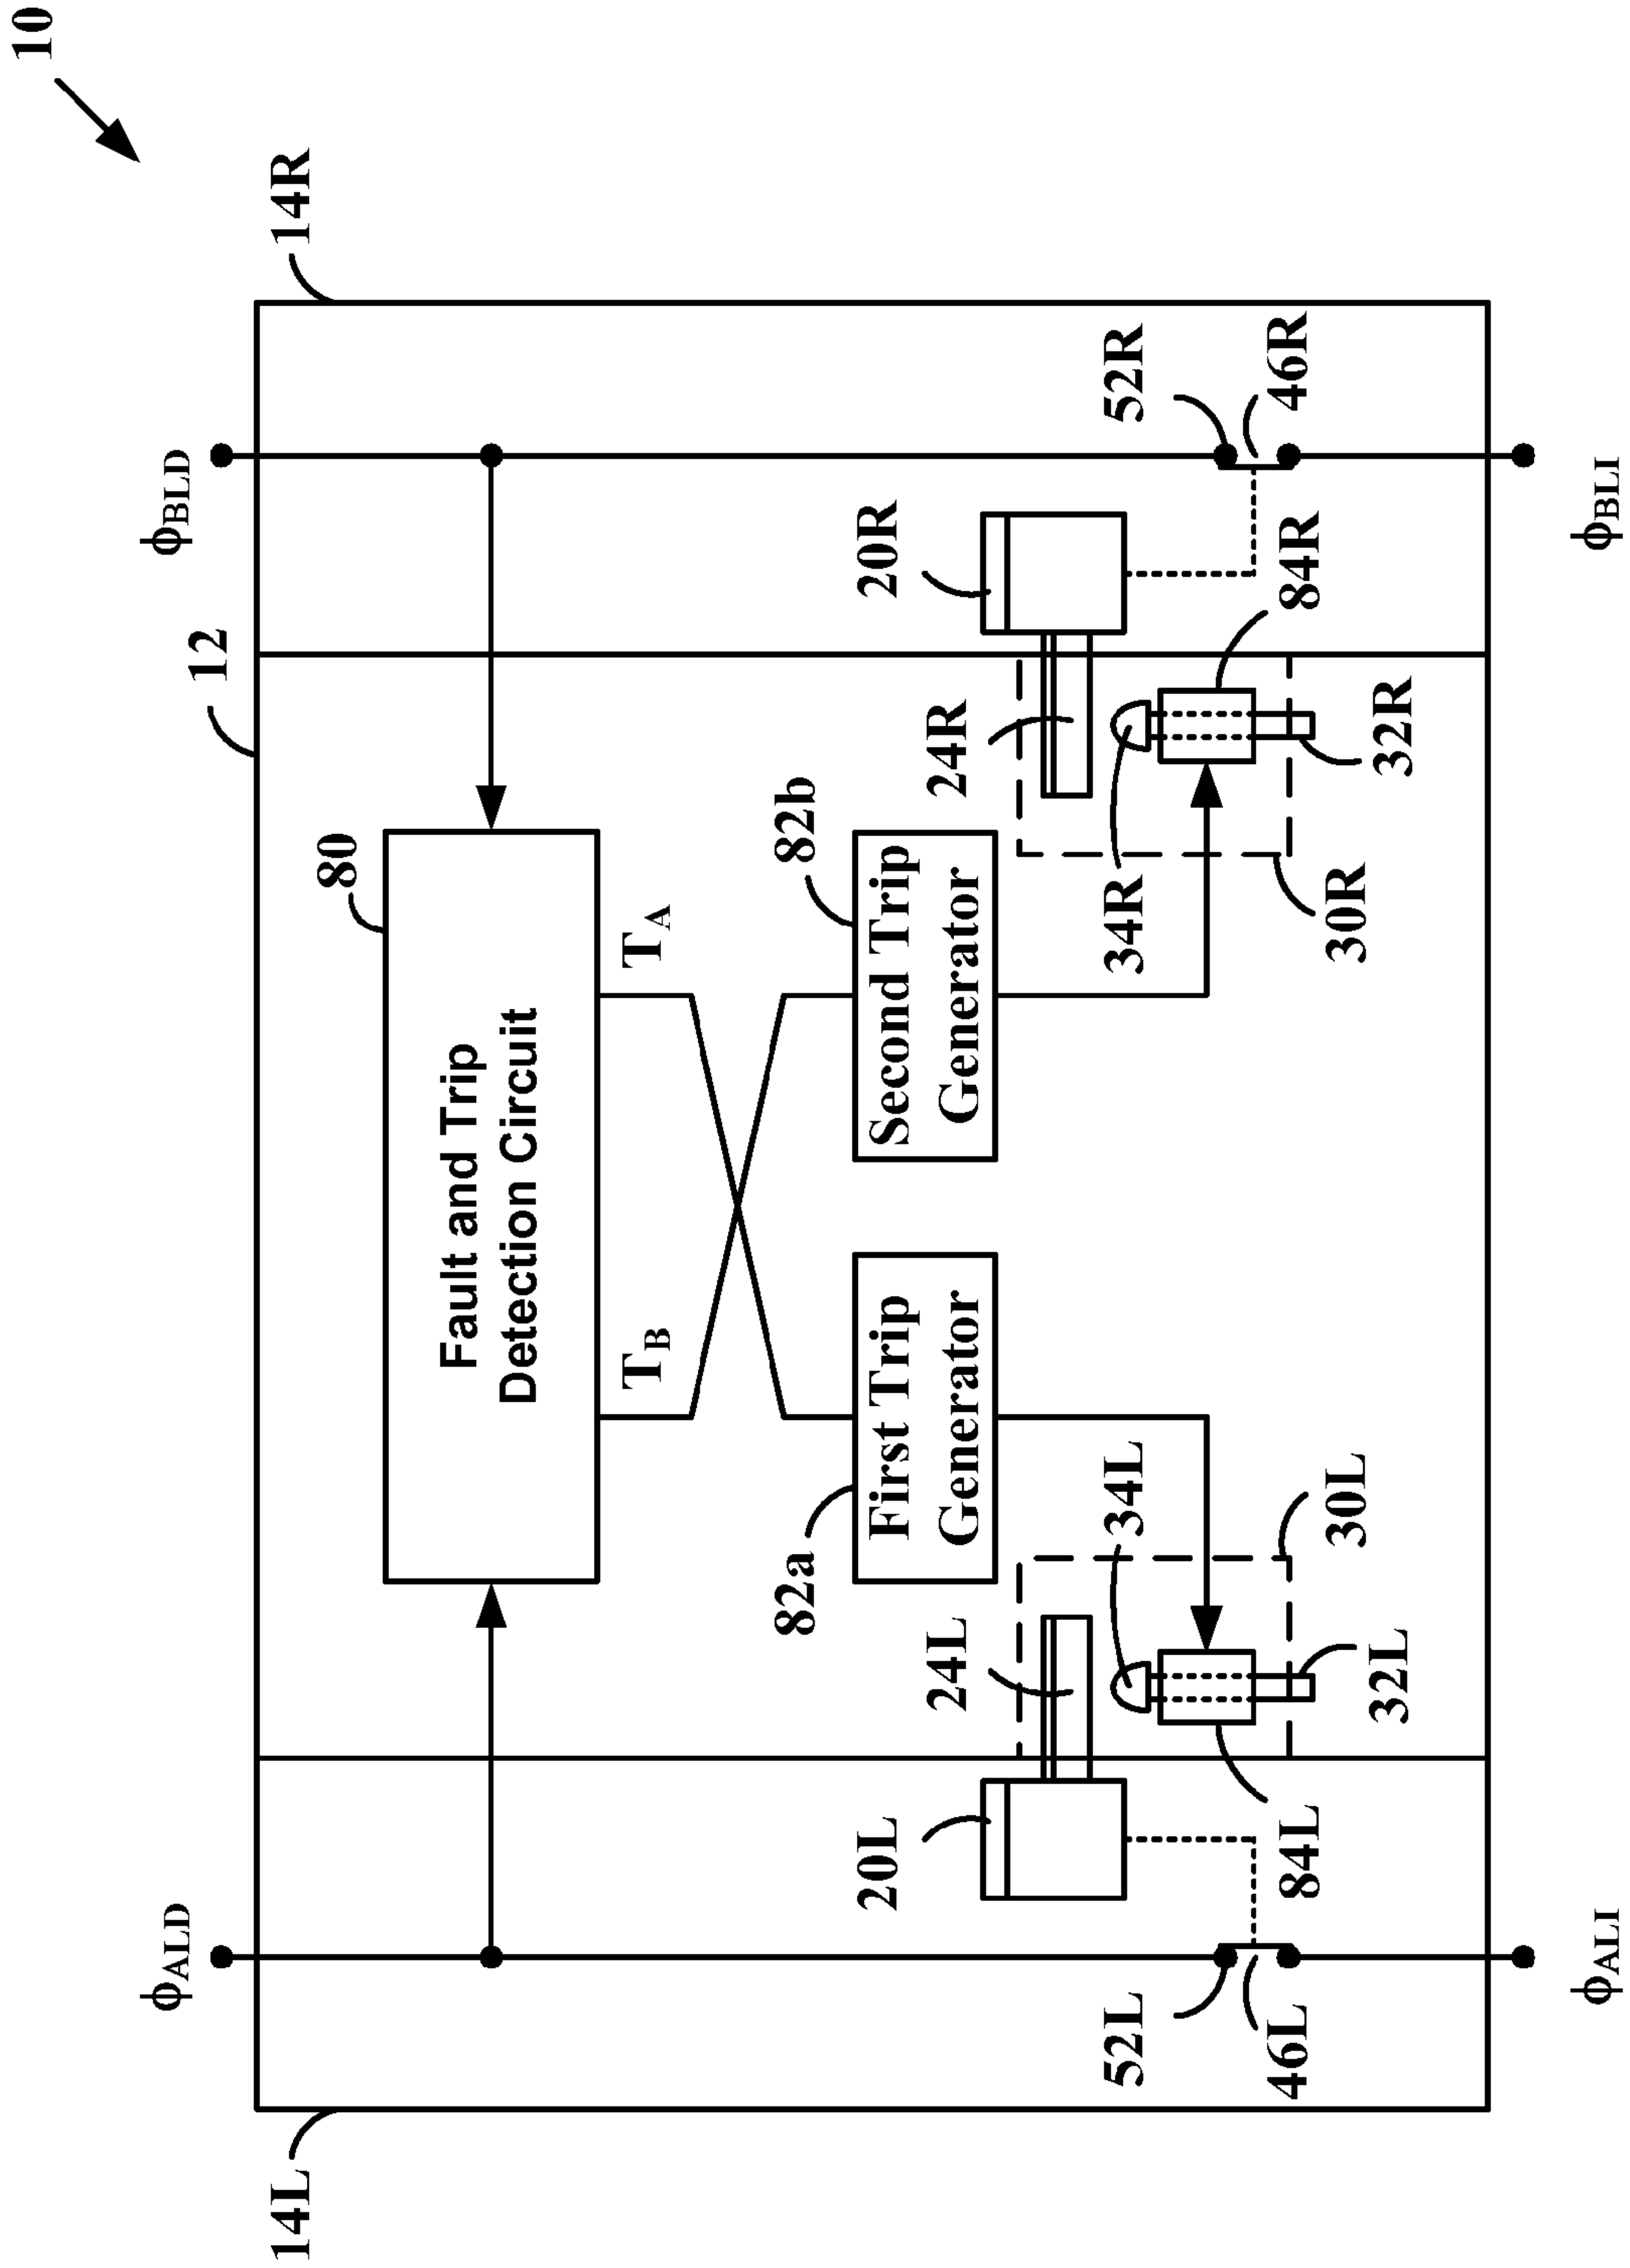 10
14L
14R
12
ϕALD
ϕBLD
80
Fault and Trip
Detection Circuit
TB
TA
82a
First Trip
Generator
82b
Second Trip
Generator
20L
24L
34L
20R
24R
34R
52L
46L
84L
32L
30L
30R
32R
84R
52R
46R
ϕALI
ϕBLI